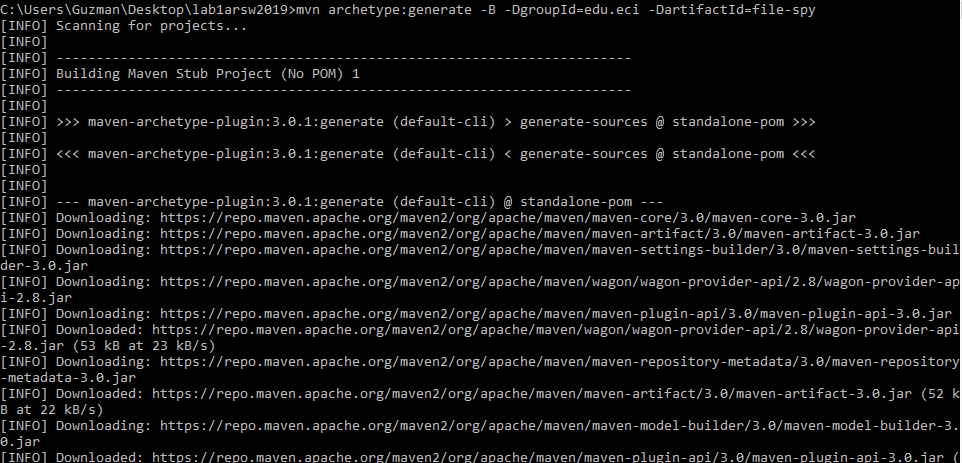 C:\Users\Guzman\Desktop\lab1arsw2019>mvn archetype:generate -B -DgroupId=edu.eci -DartifactId=file-spy
[INFO] Scanning for projects...
[INFO]
[INFO] ------------------------------------------------------------------------
[INFO] Building Maven Stub Project (No POM) 1
[INFO] ------------------------------------------------------------------------
[INFO]
[INFO] >>> maven-archetype-plugin:3.0.1:generate (default-cli) > generate-sources @ standalone-pom >>>
[INFO]
[INFO] <<< maven-archetype-plugin:3.0.1:generate (default-cli) < generate-sources @ standalone-pom <<<
[INFO]
[INFO]
[INFO] --- maven-archetype-plugin:3.0.1:generate (default-cli) @ standalone-pom ---
[INFO] Downloading: https://repo.maven.apache.org/maven2/org/apache/maven/maven-core/3.0/maven-core-3.0.jar
[INFO] Downloading: https://repo.maven.apache.org/maven2/org/apache/maven/maven-artifact/3.0/maven-artifact-3.0.jar
[INFO] Downloading: https://repo.maven.apache.org/maven2/org/apache/maven/maven-settings-builder/3.0/maven-settings-buil
der-3.0.jar
[INFO] Downloading: https://repo.maven.apache.org/maven2/org/apache/maven/wagon/wagon-provider-api/2.8/wagon-provider-ap
i-2.8.jar
[INFO] Downloading: https://repo.maven.apache.org/maven2/org/apache/maven/maven-plugin-api/3.0/maven-plugin-api-3.0.jar
[INFO] Downloaded: https://repo.maven.apache.org/maven2/org/apache/maven/wagon/wagon-provider-api/2.8/wagon-provider-api
-2.8.jar (53 kB at 23 kB/s)
[INFO] Downloading: https://repo.maven.apache.org/maven2/org/apache/maven/maven-repository-metadata/3.0/maven-repository
-metadata-3.0.jar
[INFO] Downloaded: https://repo.maven.apache.org/maven2/org/apache/maven/maven-artifact/3.0/maven-artifact-3.0.jar (52 k
B at 22 kB/s)
[INFO] Downloading: https://repo.maven.apache.org/maven2/org/apache/maven/maven-model-builder/3.0/maven-model-builder-3.
0.jar
[INFO] Downloaded: https://repo.maven.apache.org/maven2/org/apache/maven/maven-plugin-api/3.0/maven-plugin-api-3.0.jar (